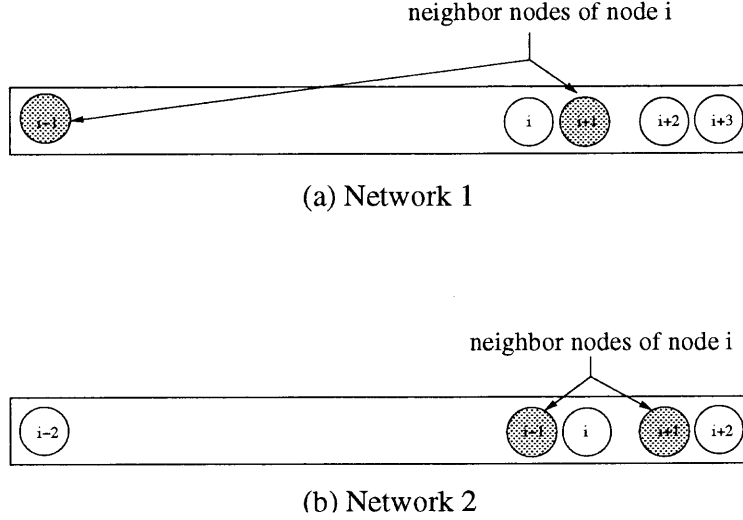 neighbor nodes of node i
i−1 i i+1 i+2 i+3
(a) Network 1
neighbor nodes of node i
i−2 i−1 i i+1 i+2
(b) Network 2